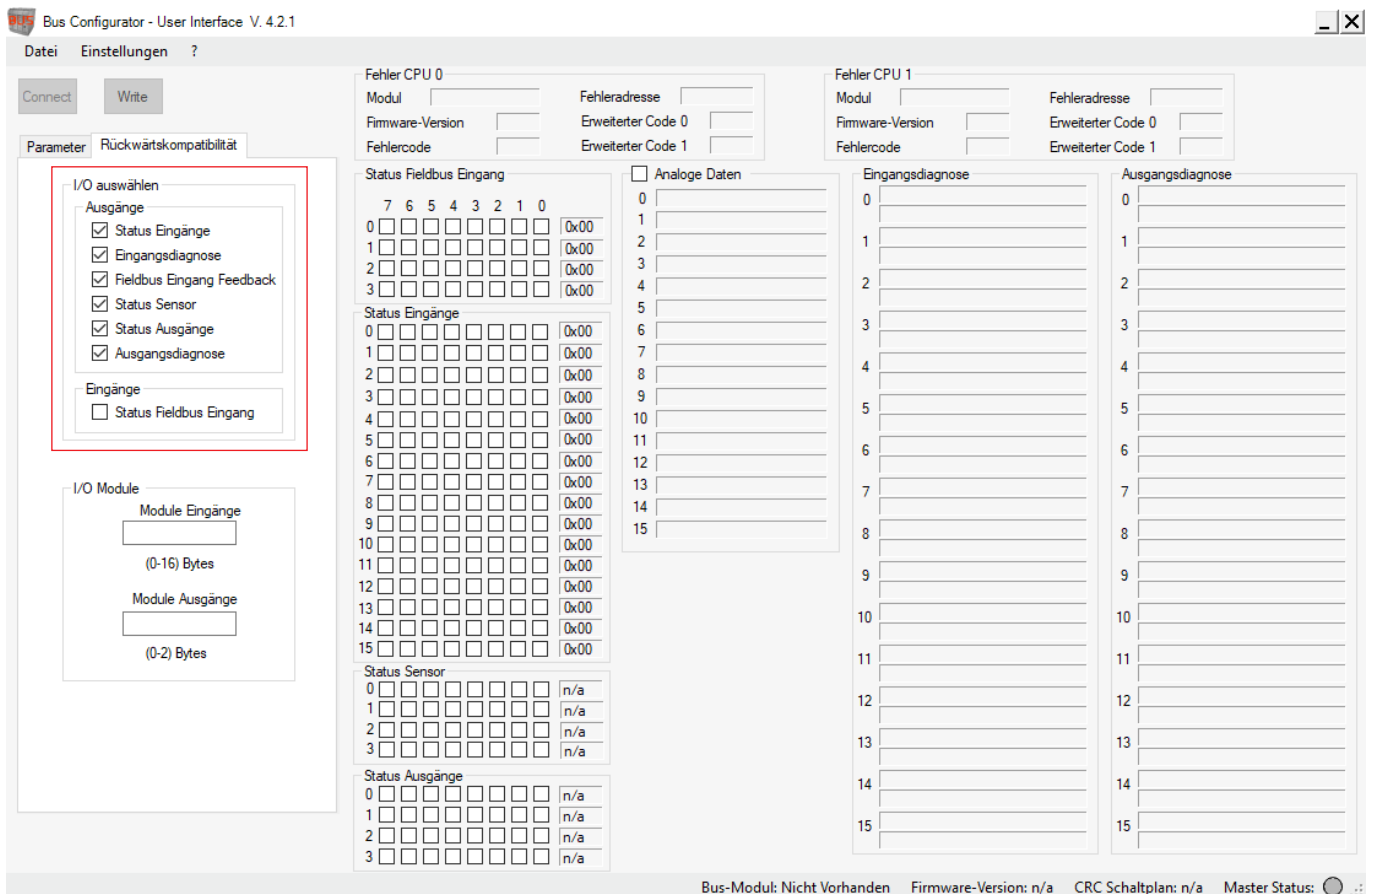 BUS Bus Configurator - User Interface V. 4.2.1
Datei Einstellungen ?
Connect Write
Parameter Rückwärtskompatibilität
I/O auswählen
Ausgänge
Status Eingänge
Eingangsdiagnose
Fieldbus Eingang Feedback
Status Sensor
Status Ausgänge
Ausgangsdiagnose
Eingänge
Status Fieldbus Eingang
I/O Module
Module Eingänge
(0-16) Bytes
Module Ausgänge
(0-2) Bytes
Fehler CPU 0
Modul Fehleradresse
Firmware-Version Erweiterter Code 0
Fehlercode Erweiterter Code 1
Fehler CPU 1
Modul Fehleradresse
Firmware-Version Erweiterter Code 0
Fehlercode Erweiterter Code 1
Status Fieldbus Eingang
7 6 5 4 3 2 1 0
0 0x00
1 0x00
2 0x00
3 0x00
Status Eingänge
0 0x00
1 0x00
2 0x00
3 0x00
4 0x00
5 0x00
6 0x00
7 0x00
8 0x00
9 0x00
10 0x00
11 0x00
12 0x00
13 0x00
14 0x00
15 0x00
Status Sensor
0 n/a
1 n/a
2 n/a
3 n/a
Status Ausgänge
0 n/a
1 n/a
2 n/a
3 n/a
Analoge Daten
0
1
2
3
4
5
6
7
8
9
10
11
12
13
14
15
Eingangsdiagnose
0
1
2
3
4
5
6
7
8
9
10
11
12
13
14
15
Ausgangsdiagnose
0
1
2
3
4
5
6
7
8
9
10
11
12
13
14
15
Bus-Modul: Nicht Vorhanden Firmware-Version: n/a CRC Schaltplan: n/a Master Status: